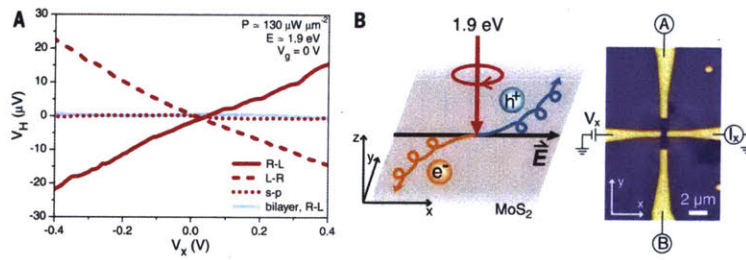 A
P ≃ 130 μW μm⁻²
E ≃ 1.9 eV
V_g = 0 V
V_H (μV)
30
20
10
0
-10
-20
-30
R-L
L-R
s-p
bilayer, R-L
-0.4
-0.2
0.0
0.2
0.4
V_x (V)
B
1.9 eV
h⁺
e⁻
E
z
y
x
MoS₂
A
V_x
I_x
y
x
2 μm
B